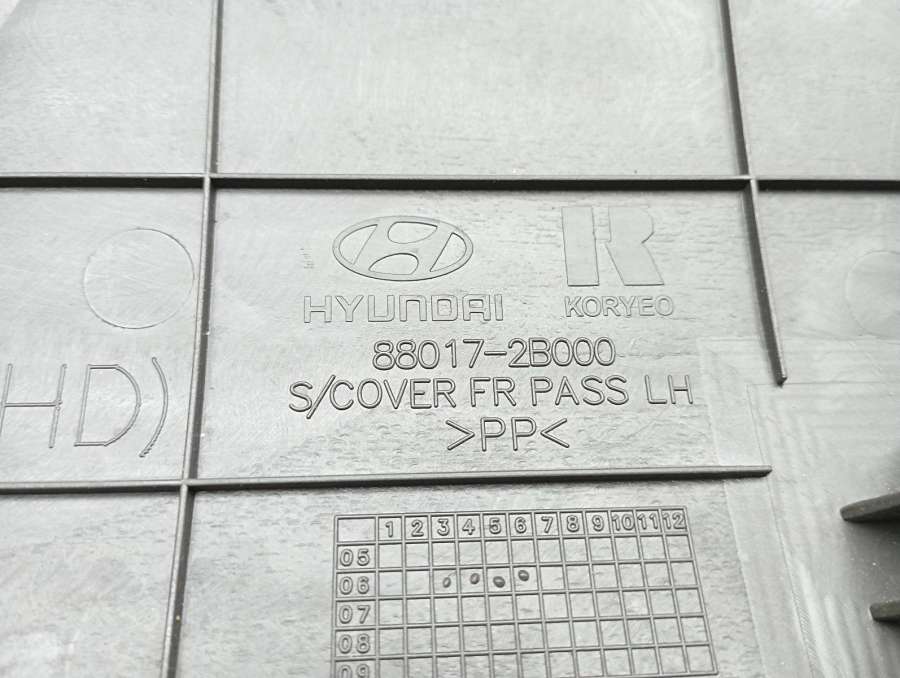 HYUNDAI
KORYEO
88017-2B000
S/COVER FR PASS LH
>PP<
HD)
1 2 3 4 5 6 7 8 9 10 11 12
05
06
07
08
09